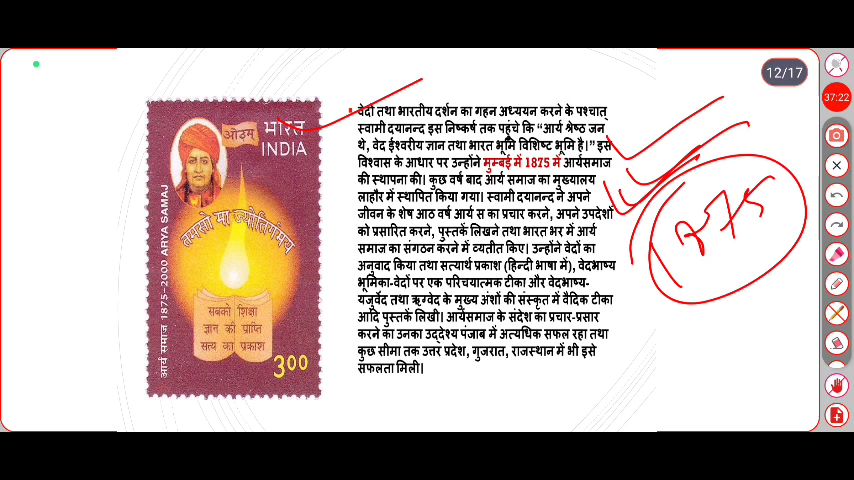 12/17
37:22
ओ३म्
भारत
INDIA
तमसो मा ज्योतिर्गमय
आर्य समाज 1875-2000 ARYA SAMAJ
सबको शिक्षा
ज्ञान की प्राप्ति
सत्य का प्रकाश
3.00
वेदों तथा भारतीय दर्शन का गहन अध्ययन करने के पश्चात्
स्वामी दयानन्द इस निष्कर्ष तक पहुंचे कि “आर्य श्रेष्ठ जन
थे, वेद ईश्वरीय ज्ञान तथा भारत भूमि विशिष्ट भूमि है।” इस
विश्वास के आधार पर उन्होंने मुम्बई में 1875 में आर्यसमाज
की स्थापना की। कुछ वर्ष बाद आर्य समाज का मुख्यालय
लाहौर में स्थापित किया गया। स्वामी दयानन्द ने अपने
जीवन के शेष आठ वर्ष आर्य स का प्रचार करने, अपने उपदेशों
को प्रसारित करने, पुस्तकें लिखने तथा भारत भर में आर्य
समाज का संगठन करने में व्यतीत किए। उन्होंने वेदों का
अनुवाद किया तथा सत्यार्थ प्रकाश (हिन्दी भाषा में), वेदभाष्य
भूमिका-वेदों पर एक परिचयात्मक टीका और वेदभाष्य-
यजुर्वेद तथा ऋग्वेद के मुख्य अंशों की संस्कृत में वैदिक टीका
आदि पुस्तकें लिखी। आर्यसमाज के संदेश का प्रचार-प्रसार
करने का उनका उद्देश्य पंजाब में अत्यधिक सफल रहा तथा
कुछ सीमा तक उत्तर प्रदेश, गुजरात, राजस्थान में भी इसे
सफलता मिली।
1875